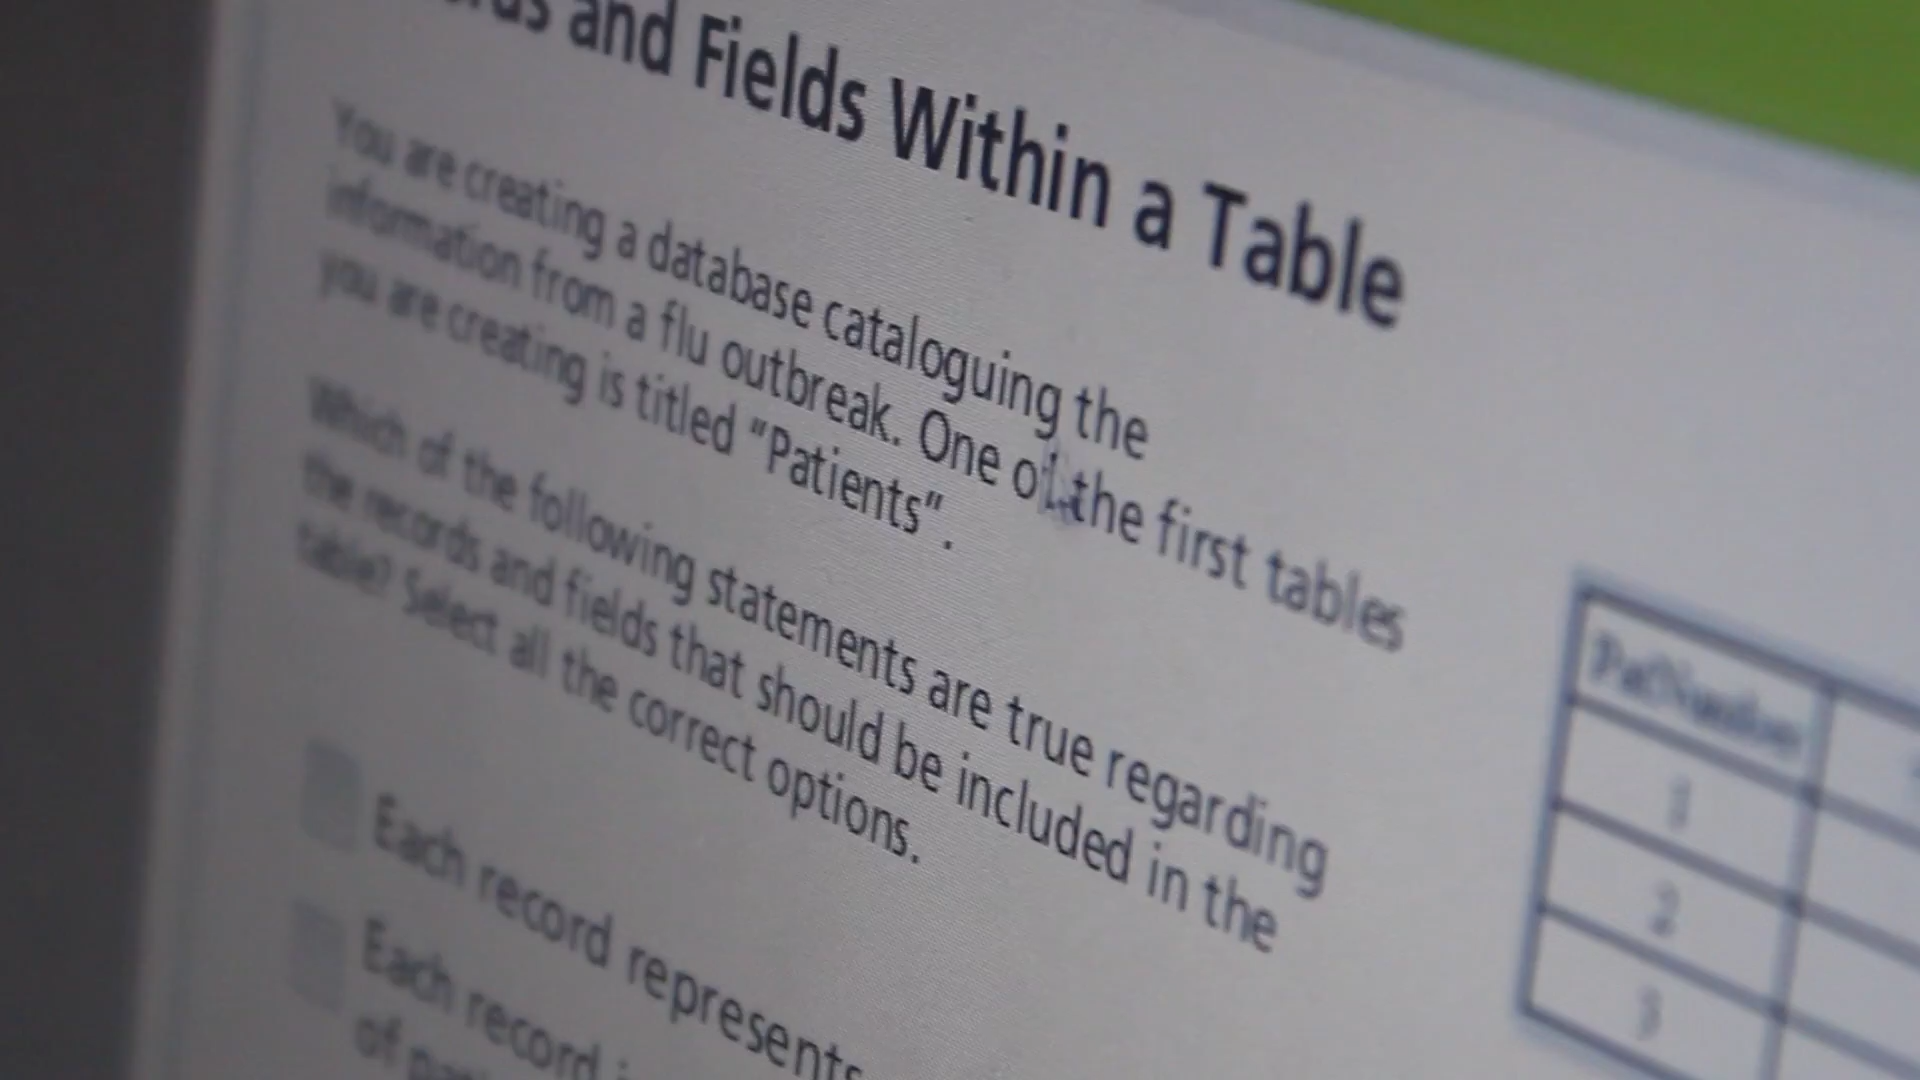 and Fields Within a Table
You are creating a database cataloguing the
information from a flu outbreak. One of the first tables
you are creating is titled “Patients”.
Which of the following statements are true regarding
the records and fields that should be included in the
table? Select all the correct options.
Each record represents
Each record
of
PatNumber
1
2
3